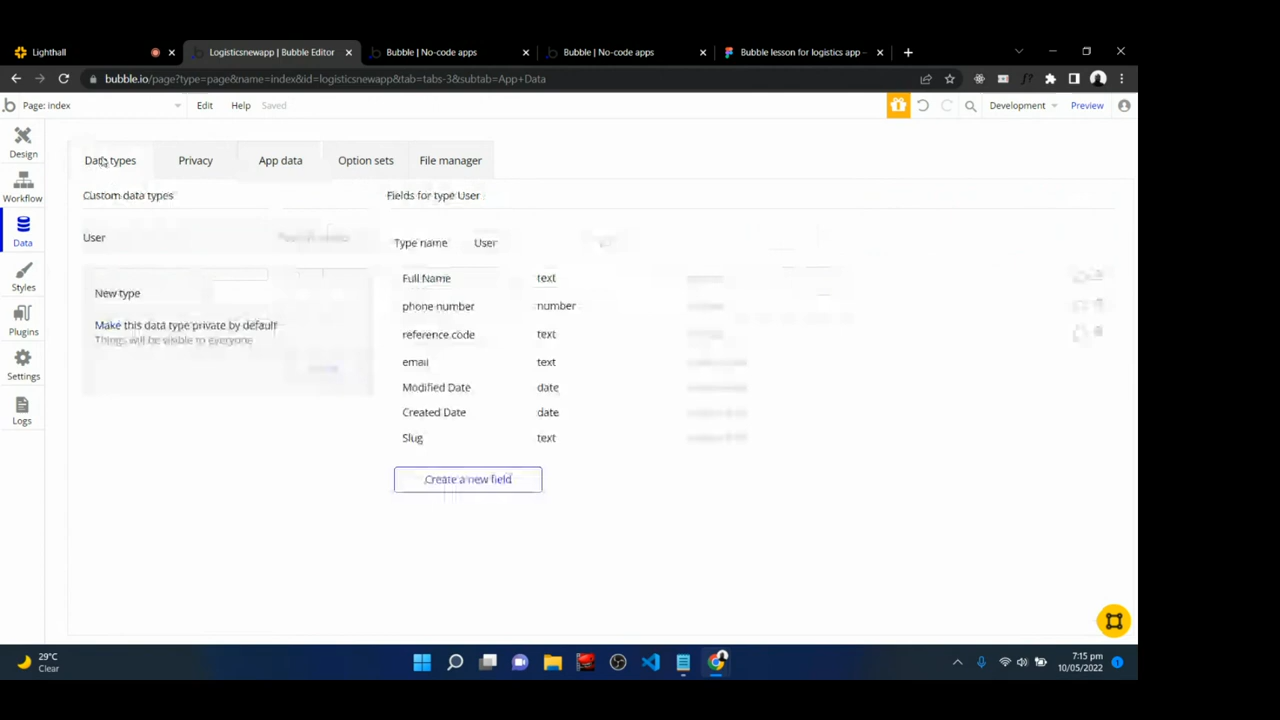 Lighthall
Logisticsnewapp | Bubble Editor
Bubble | No-code apps
Bubble | No-code apps
Bubble lesson for logistics app –
bubble.io/page?type=page&name=index&id=logisticsnewapp&tab=tabs-3&subtab=App+Data
Page: index
Edit
Help
Saved
Development
Preview
Design
Workflow
Data
Styles
Plugins
Settings
Logs
Data types
Privacy
App data
Option sets
File manager
Custom data types
Fields for type User
User
Type name
User
New type
Make this data type private by default
Things will be visible to everyone
Full Name text
phone number number
reference.code text
email text
Modified Date date
Created Date date
Slug text
Create a new field
29°C
Clear
7:15 pm
10/05/2022
1